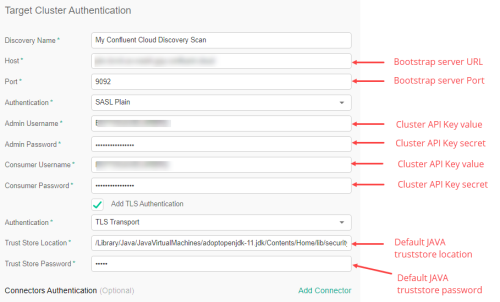 Target Cluster Authentication
Discovery Name * My Confluent Cloud Discovery Scan
Host * Bootstrap server URL
Port * 9092 Bootstrap server Port
Authentication * SASL Plain
Admin Username * Cluster API Key value
Admin Password * •••••••••••••••• Cluster API Key secret
Consumer Username * Cluster API Key value
Consumer Password * •••••••••••••••• Cluster API Key secret
Add TLS Authentication
Authentication * TLS Transport
Trust Store Location * /Library/Java/JavaVirtualMachines/adoptopenjdk-11.jdk/Contents/Home/lib/security
Default JAVA
truststore location
Trust Store Password * •••••
Default JAVA
truststore password
Connectors Authentication (Optional) Add Connector